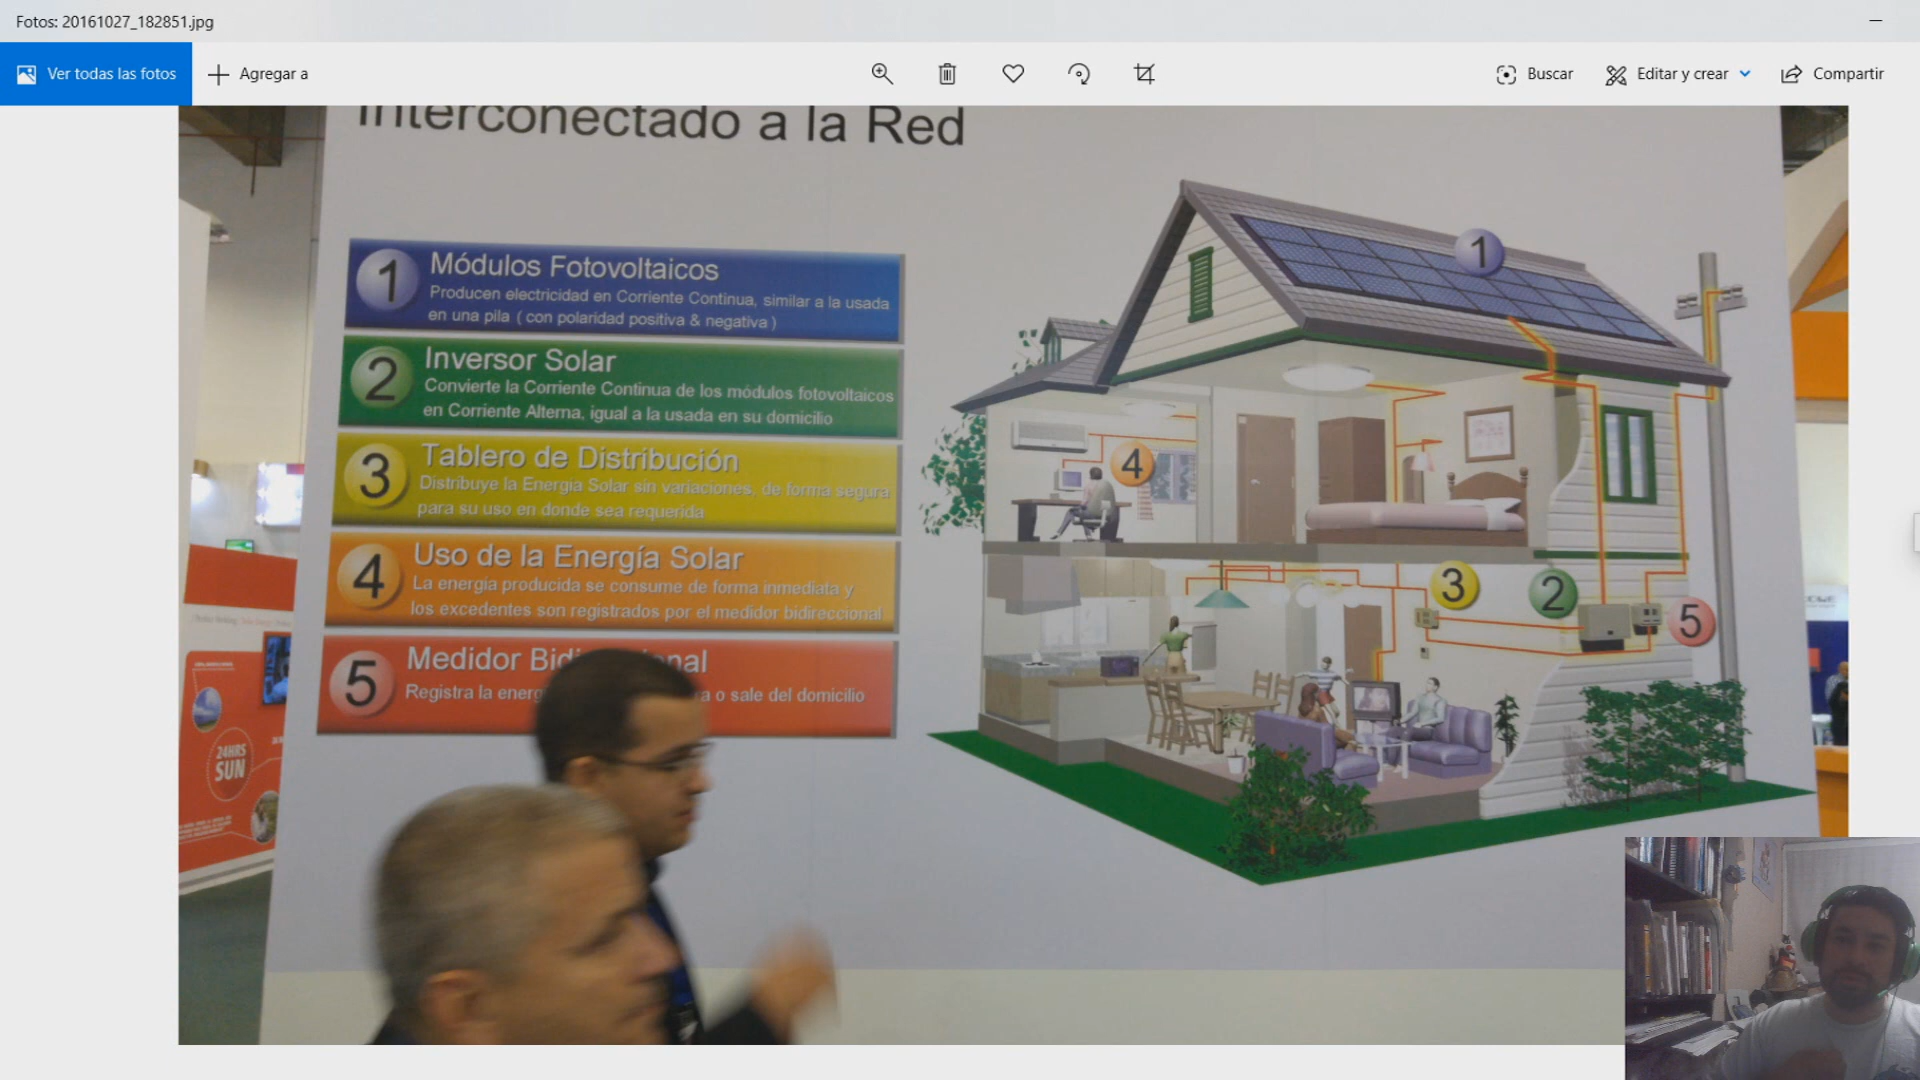 Fotos: 20161027_182851.jpg
Ver todas las fotos
Agregar a
Buscar
Editar y crear
Compartir
Interconectado a la Red
1
Módulos Fotovoltaicos
Producen electricidad en Corriente Continua, similar a la usada
en una pila ( con polaridad positiva & negativa )
2
Inversor Solar
Convierte la Corriente Continua de los módulos fotovoltaicos
en Corriente Alterna, igual a la usada en su domicilio
3
Tablero de Distribución
Distribuye la Energía Solar sin variaciones, de forma segura
para su uso en donde sea requerida
4
Uso de la Energía Solar
La energía producida se consume de forma inmediata y
los excedentes son registrados por el medidor bidireccional
5
Medidor
Registra la o sale del domicilio
1
4
3
2
5
24HRS
SUN